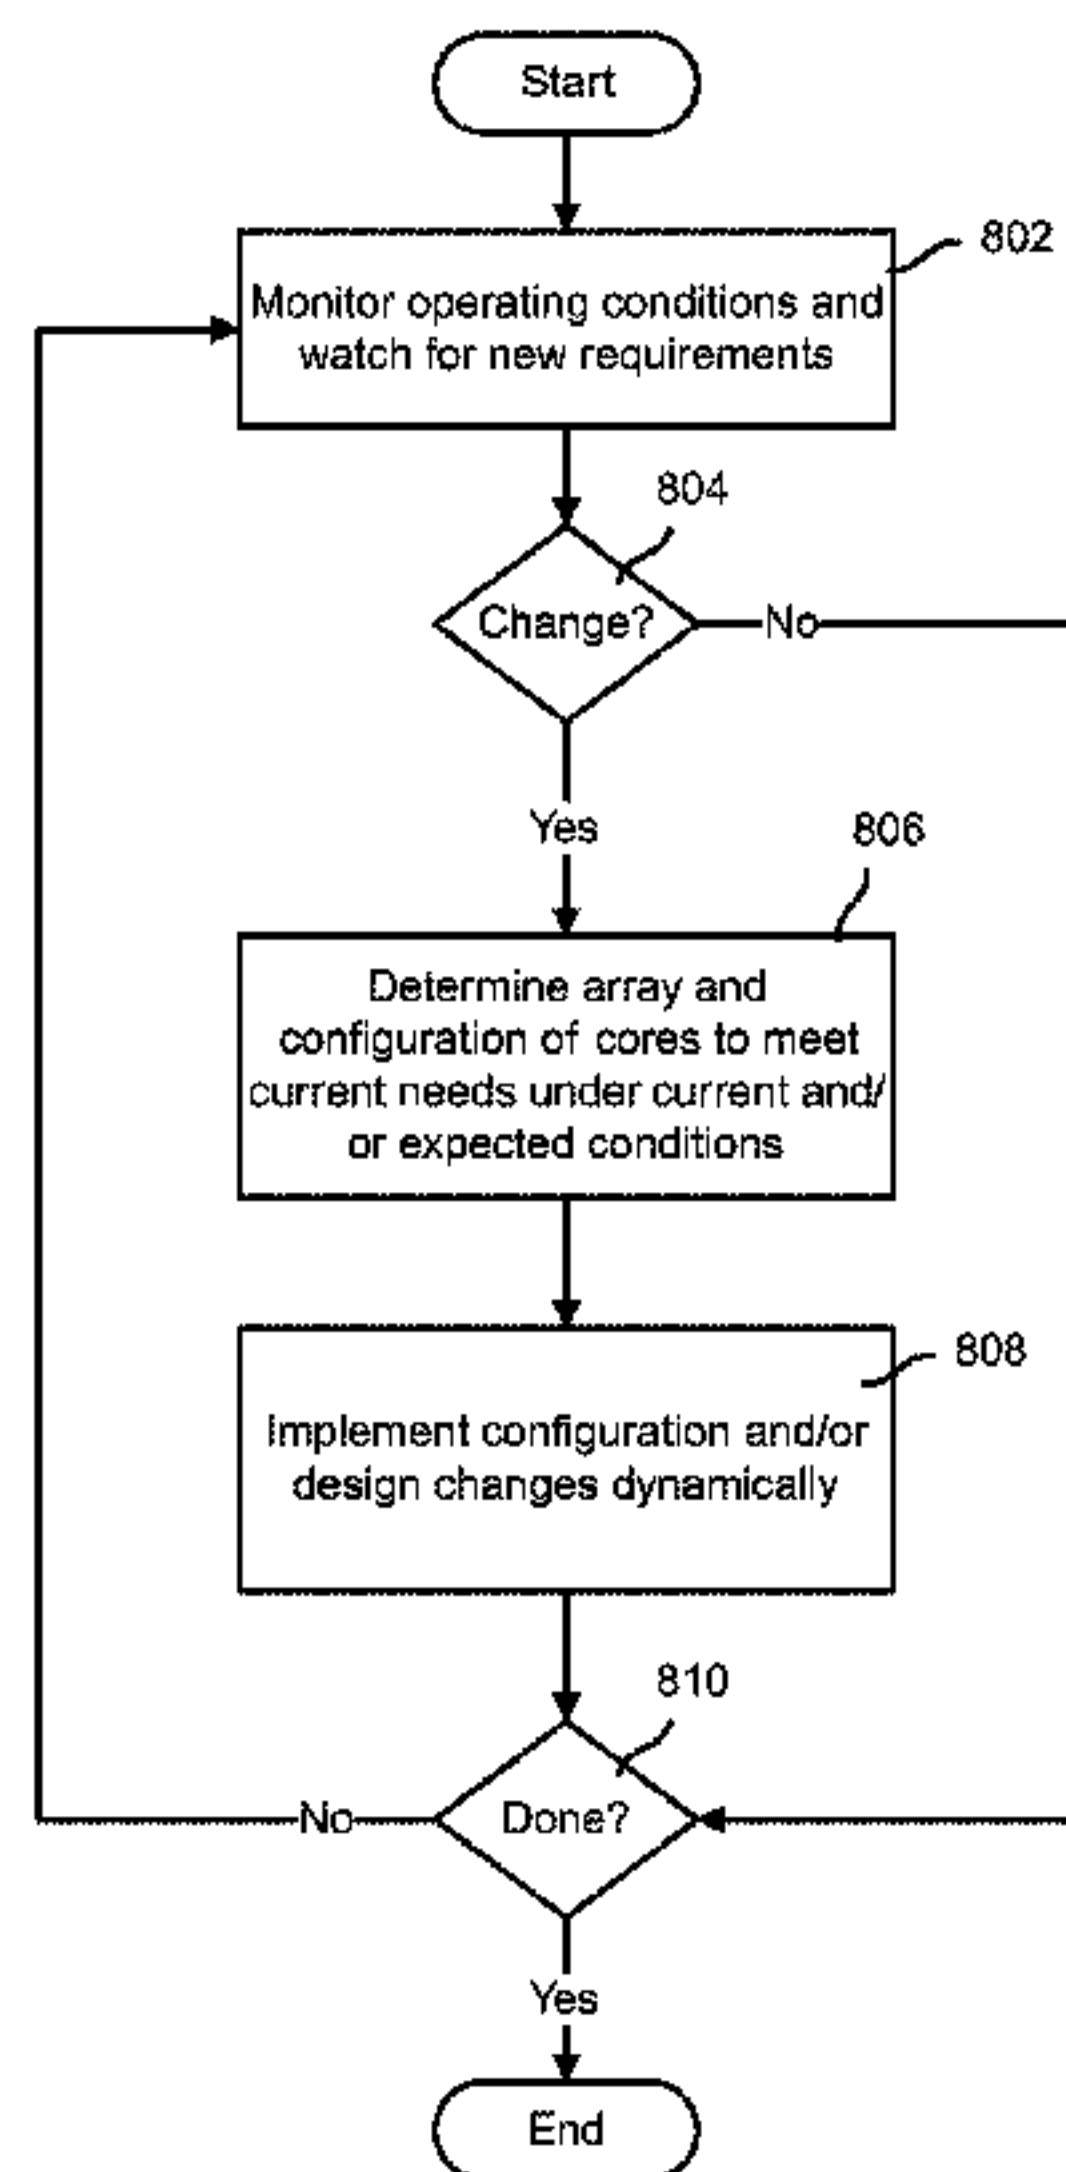 Start
802
Monitor operating conditions and
watch for new requirements
804
Change?
No
Yes
806
Determine array and
configuration of cores to meet
current needs under current and/
or expected conditions
808
Implement configuration and/or
design changes dynamically
810
Done?
No
Yes
End